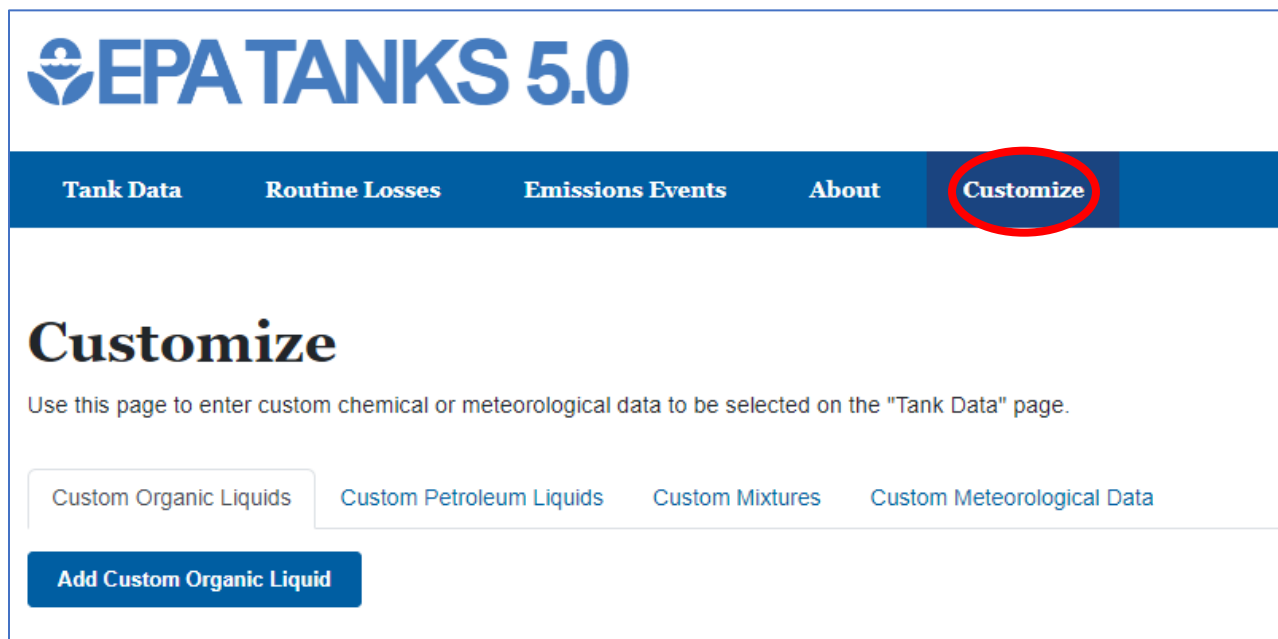 EPA TANKS 5.0
Tank Data Routine Losses Emissions Events About Customize
Customize
Use this page to enter custom chemical or meteorological data to be selected on the "Tank Data" page.
Custom Organic Liquids Custom Petroleum Liquids Custom Mixtures Custom Meteorological Data
Add Custom Organic Liquid